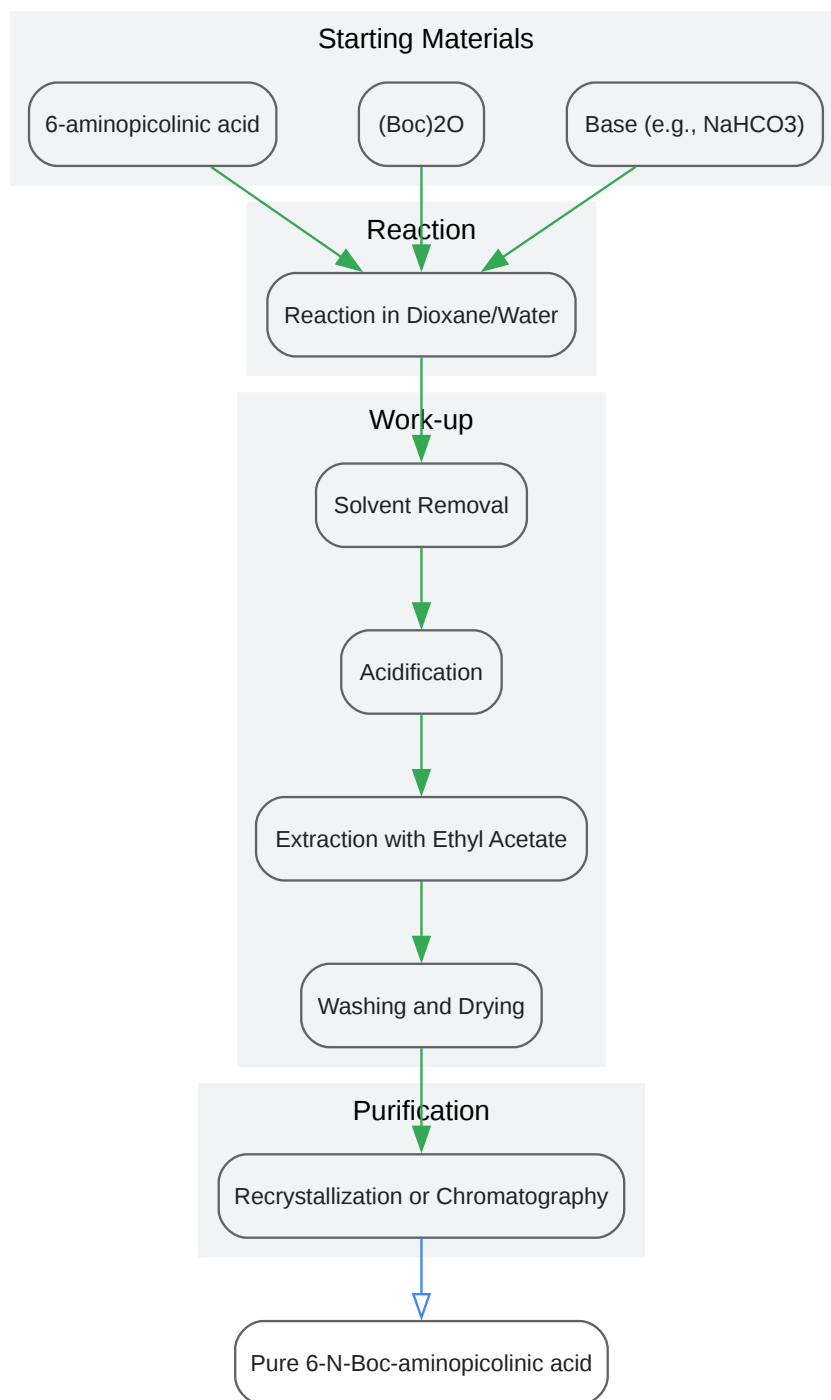 Starting Materials
6-aminopicolinic acid
(Boc)2O
Base (e.g., NaHCO3)
Reaction
Reaction in Dioxane/Water
Work-up
Solvent Removal
Acidification
Extraction with Ethyl Acetate
Washing and Drying
Purification
Recrystallization or Chromatography
Pure 6-N-Boc-aminopicolinic acid